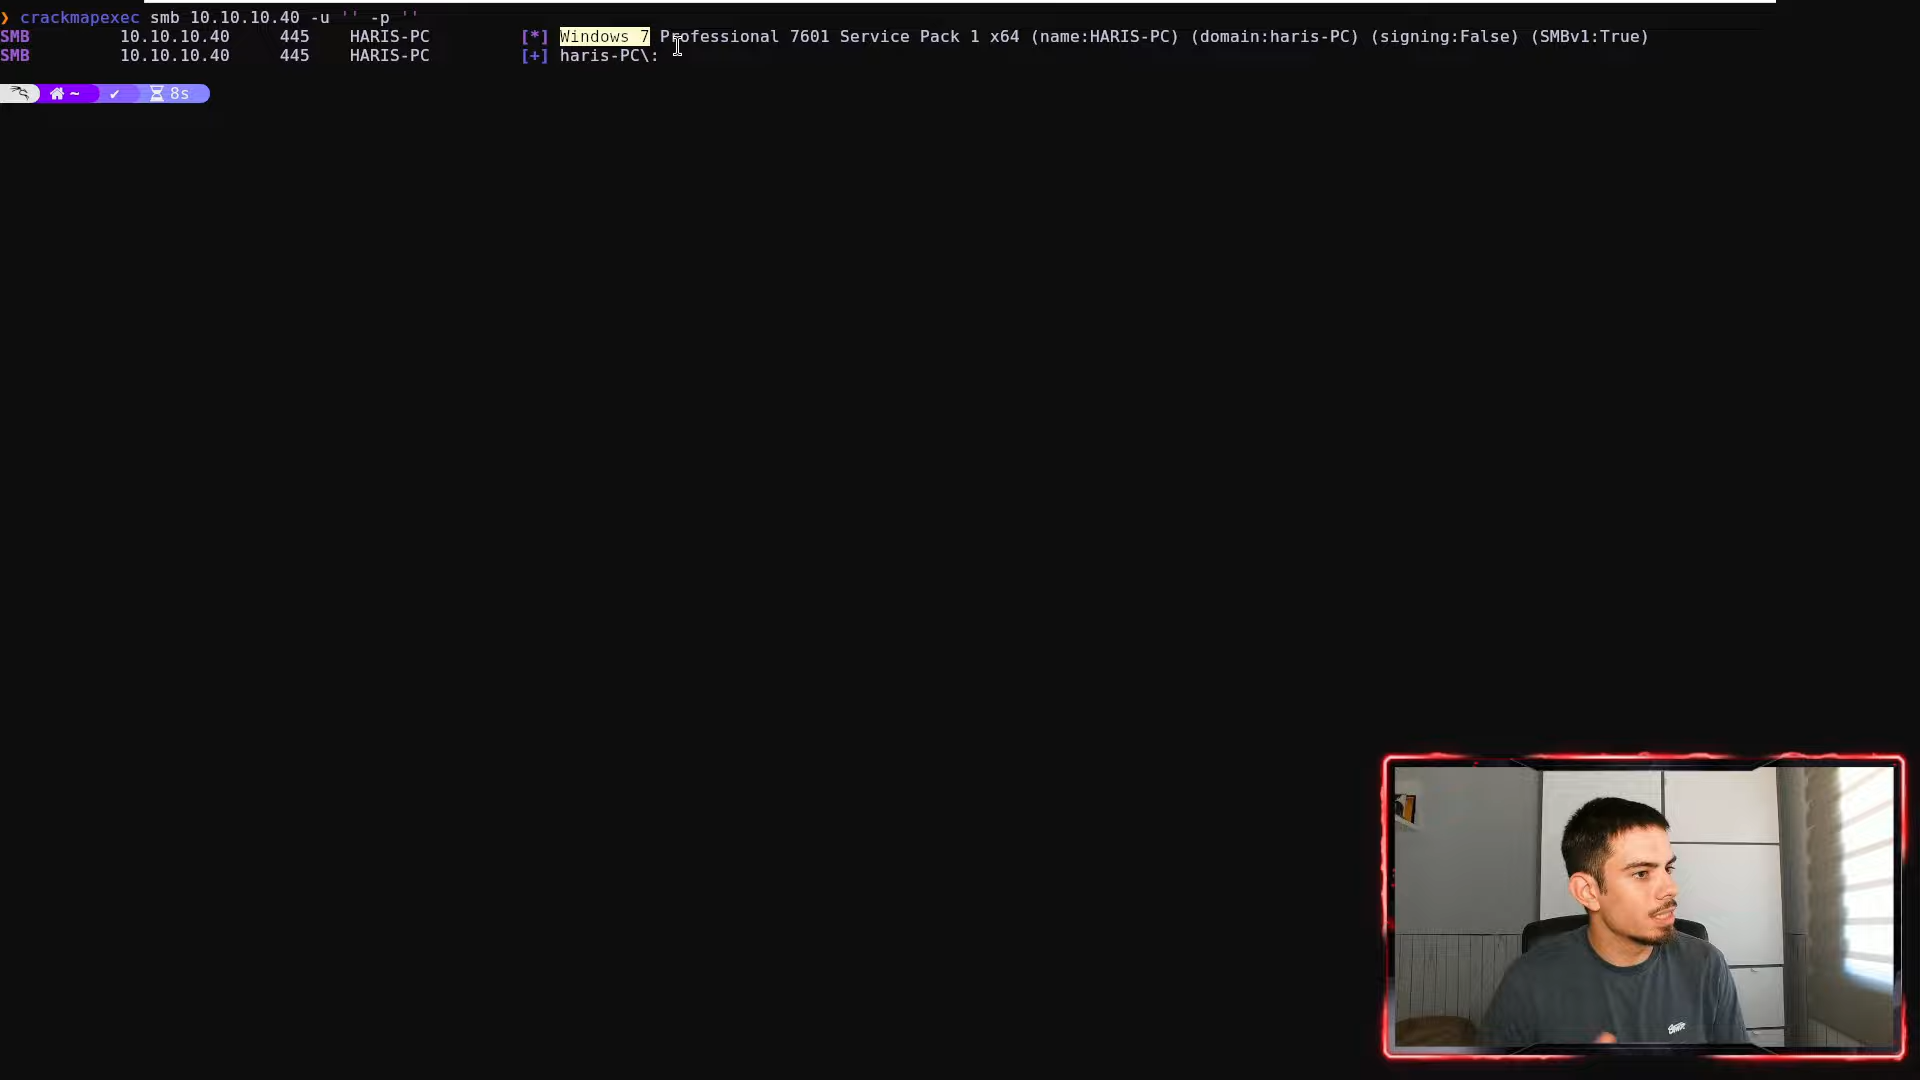 ❯ crackmapexec smb 10.10.10.40 -u '' -p ''
SMB 10.10.10.40 445 HARIS-PC [*] Windows 7 Professional 7601 Service Pack 1 x64 (name:HARIS-PC) (domain:haris-PC) (signing:False) (SMBv1:True)
SMB 10.10.10.40 445 HARIS-PC [+] haris-PC\:
~ ✔ 8s